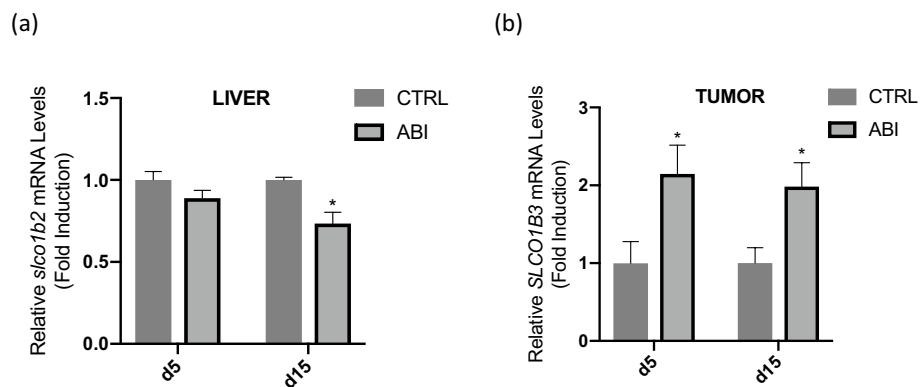 (a)
LIVER
CTRL
ABI
Relative slco1b2 mRNA Levels
(Fold Induction)
1.5
1.0
0.5
0.0
*
d5
d15
(b)
TUMOR
CTRL
ABI
Relative SLCO1B3 mRNA Levels
(Fold Induction)
3
2
1
0
*
*
d5
d15